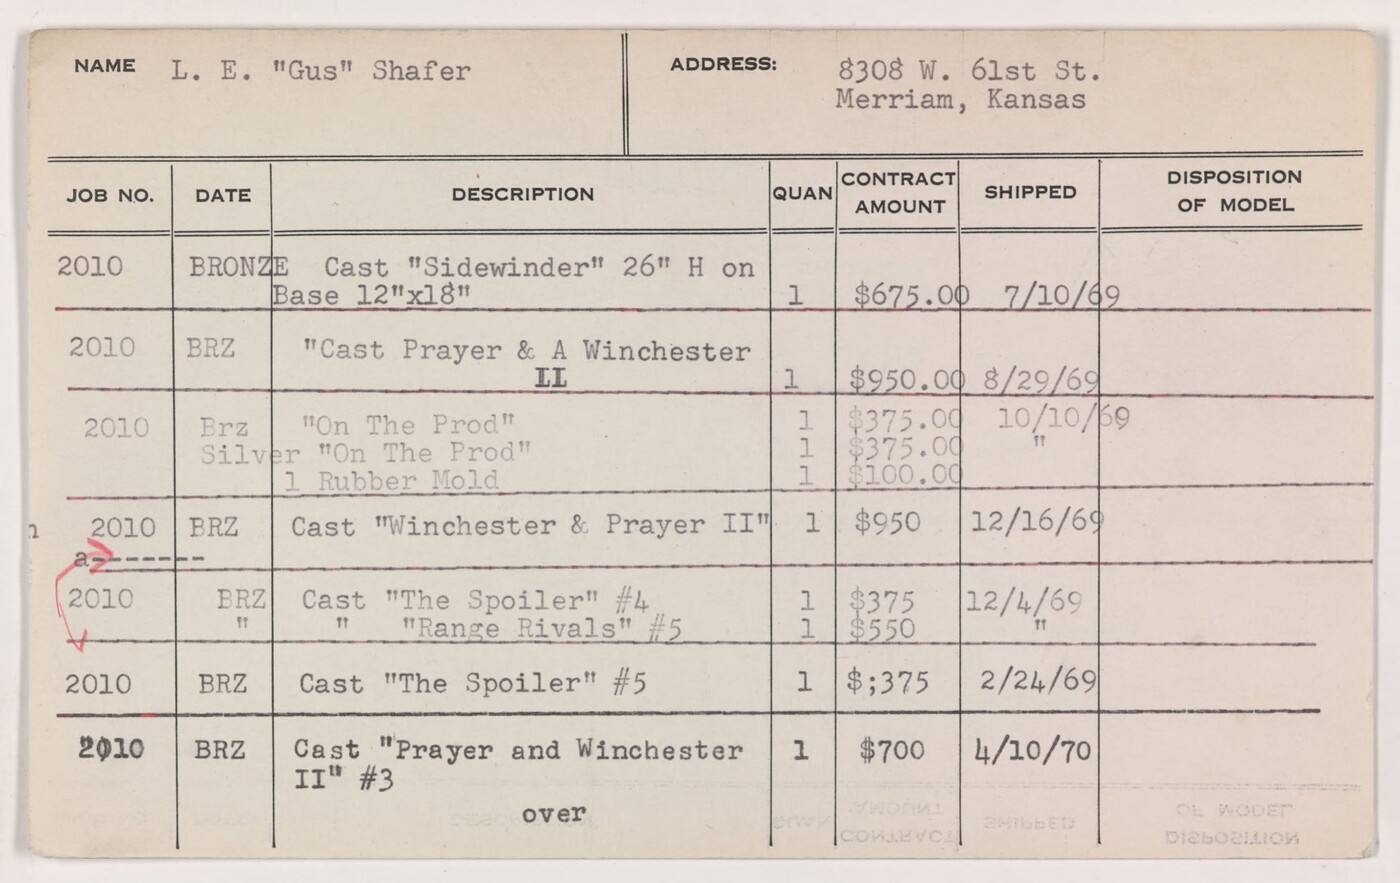 NAME L. E. "Gus" Shafer ADDRESS: 8308 W. 61st St.
Merriam, Kansas
JOB NO. DATE DESCRIPTION QUAN CONTRACT AMOUNT SHIPPED DISPOSITION OF MODEL
2010 BRONZE Cast "Sidewinder" 26" H on
Base 12"x18" 1 $675.00 7/10/69
2010 BRZ "Cast Prayer & A Winchester
II 1 $950.00 8/29/69
2010 Brz "On The Prod" 1 $375.00 10/10/69
Silver "On The Prod" 1 $375.00 "
1 Rubber Mold 1 $100.00
2010 BRZ Cast "Winchester & Prayer II" 1 $950 12/16/69
a-------
2010 BRZ Cast "The Spoiler" #4 1 $375 12/4/69
" " "Range Rivals" #5 1 $550 "
2010 BRZ Cast "The Spoiler" #5 1 $;375 2/24/69
2010 BRZ Cast "Prayer and Winchester 1 $700 4/10/70
II" #3
over